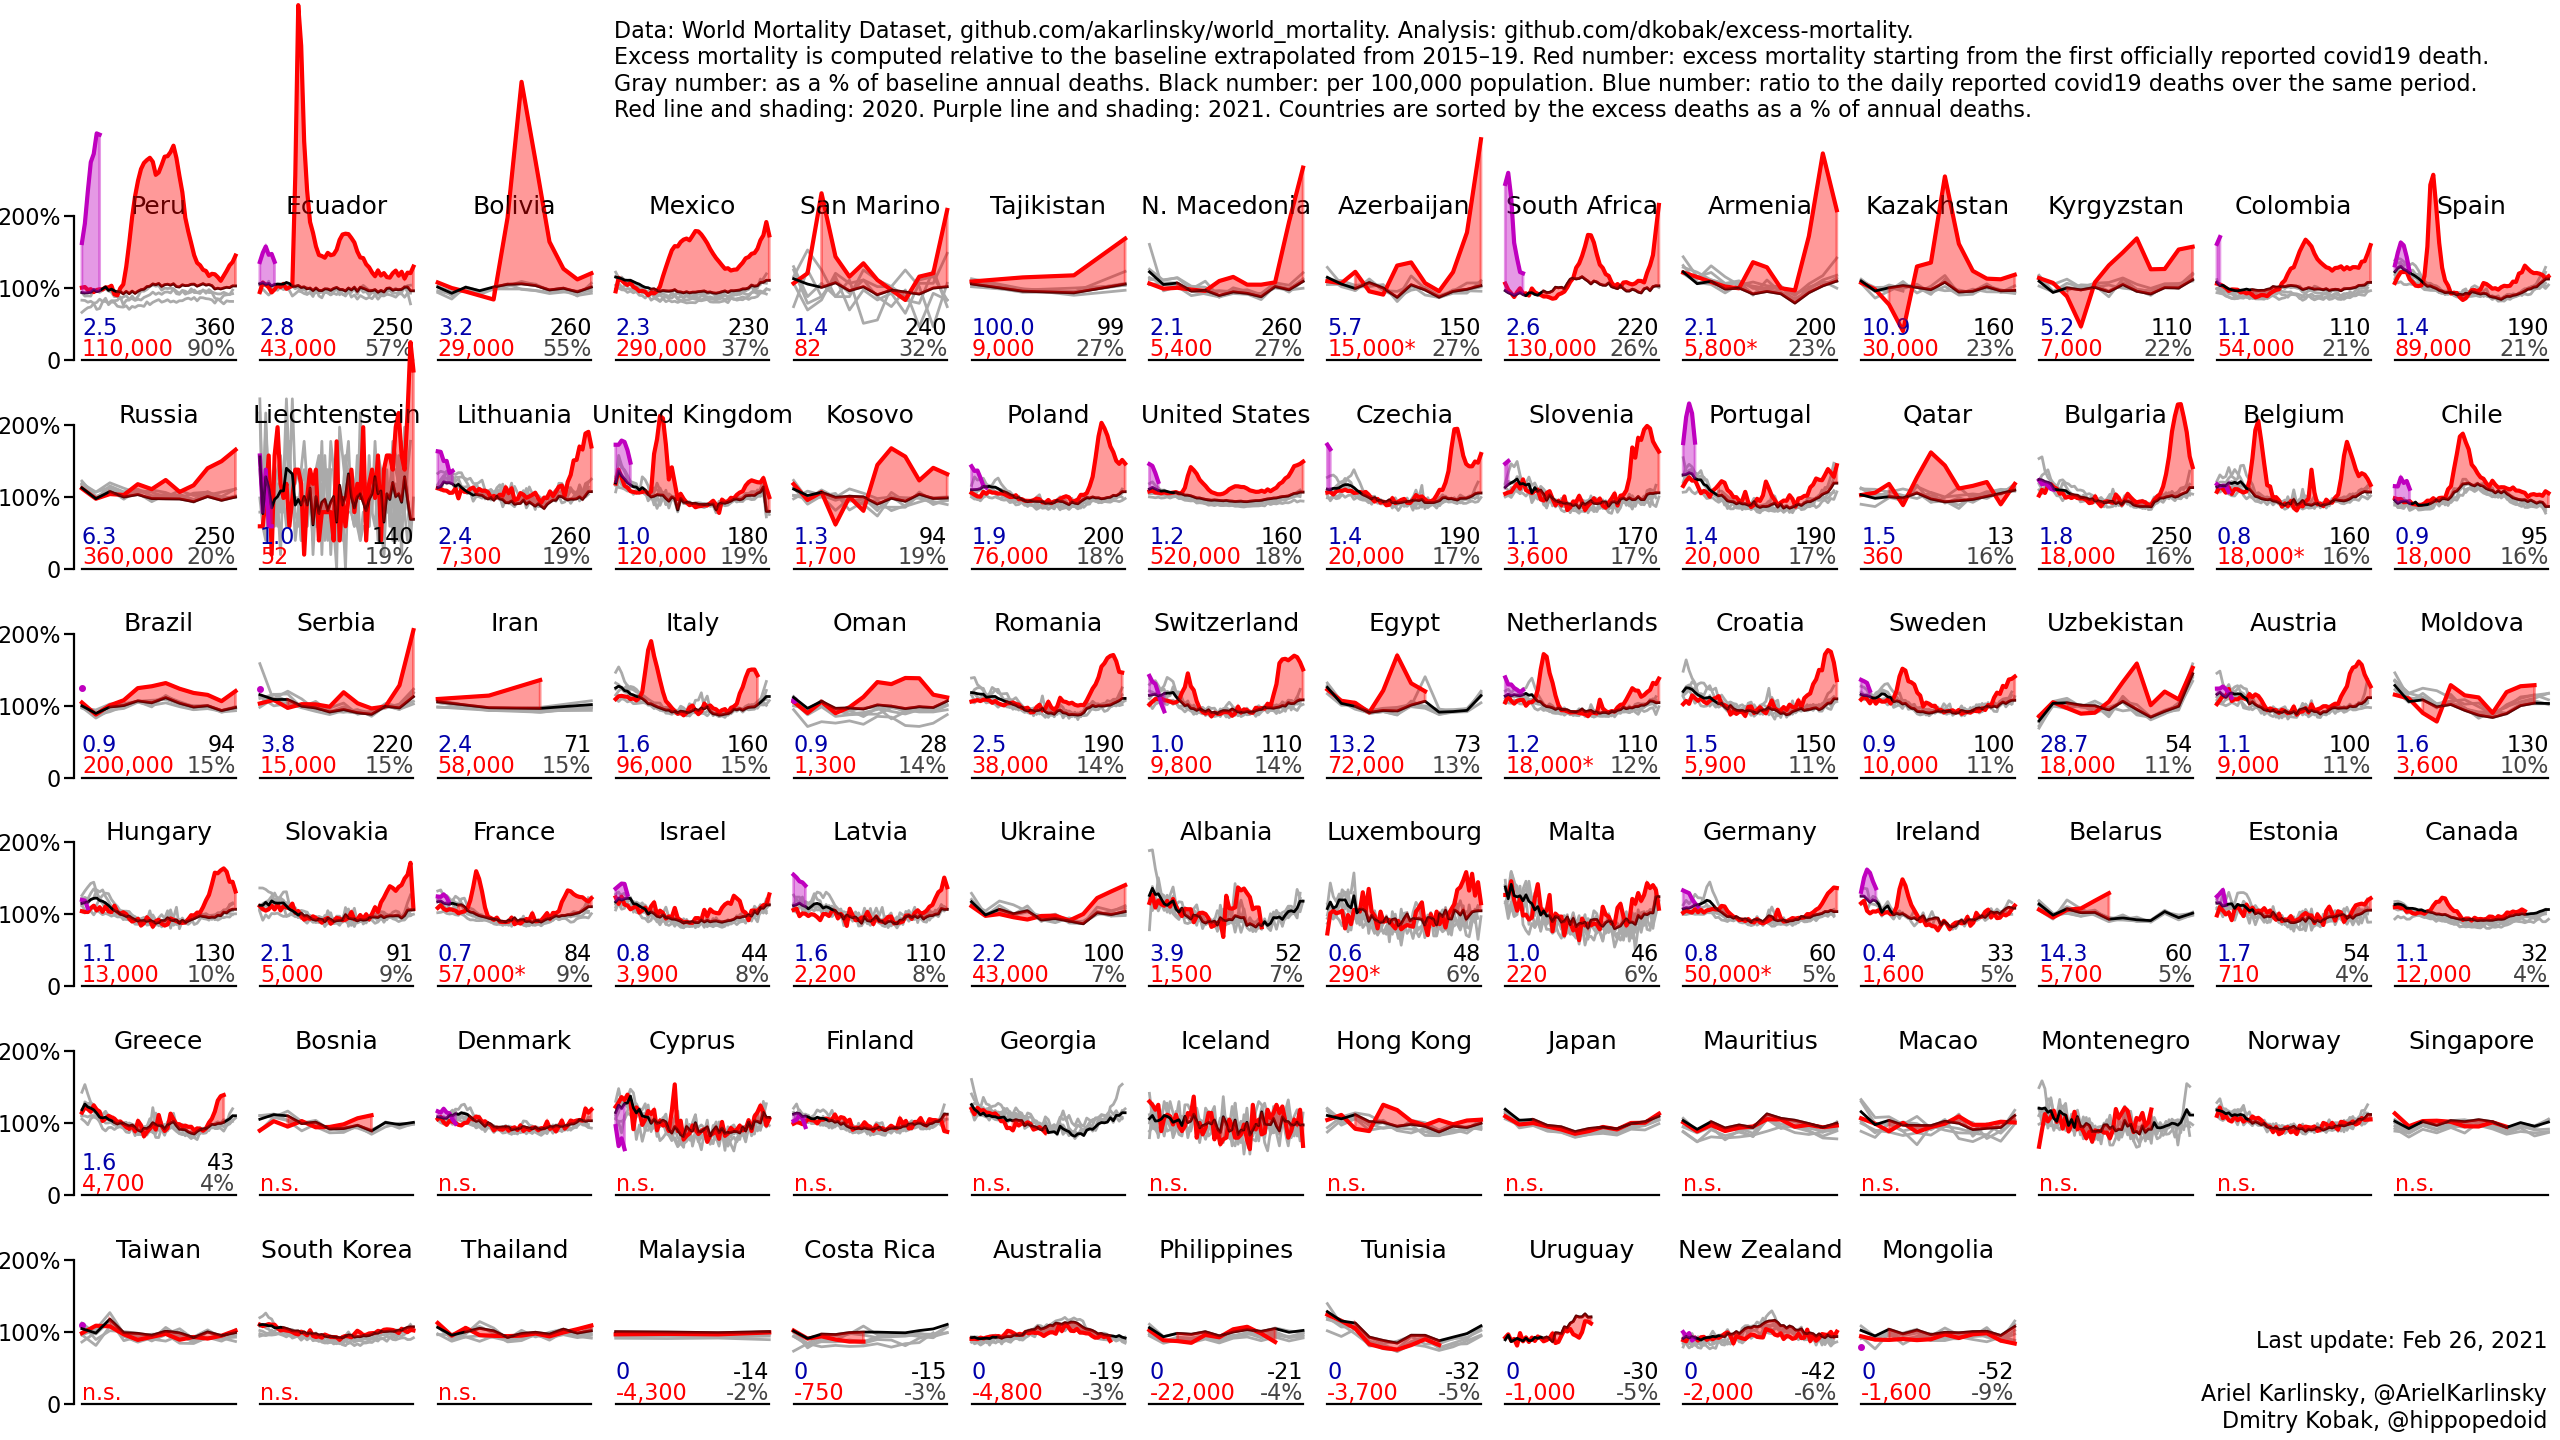 Data: World Mortality Dataset, github.com/akarlinsky/world_mortality. Analysis: github.com/dkobak/excess-mortality.
Excess mortality is computed relative to the baseline extrapolated from 2015–19. Red number: excess mortality starting from the first officially reported covid19 death.
Gray number: as a % of baseline annual deaths. Black number: per 100,000 population. Blue number: ratio to the daily reported covid19 deaths over the same period.
Red line and shading: 2020. Purple line and shading: 2021. Countries are sorted by the excess deaths as a % of annual deaths.
Peru Ecuador Bolivia Mexico San Marino Tajikistan N. Macedonia Azerbaijan South Africa Armenia Kazakhstan Kyrgyzstan Colombia Spain
200%
100%
2.5 360 2.8 250 3.2 260 2.3 230 1.4 240 100.0 99 2.1 260 5.7 150 2.6 220 2.1 200 10.9 160 5.2 110 1.1 110 1.4 190
0 110,000 90% 43,000 57% 29,000 55% 290,000 37% 82 32% 9,000 27% 5,400 27% 15,000* 27% 130,000 26% 5,800* 23% 30,000 23% 7,000 22% 54,000 21% 89,000 21%
Russia Liechtenstein Lithuania United Kingdom Kosovo Poland United States Czechia Slovenia Portugal Qatar Bulgaria Belgium Chile
200%
100%
6.3 250 1.0 140 2.4 260 1.0 180 1.3 94 1.9 200 1.2 160 1.4 190 1.1 170 1.4 190 1.5 13 1.8 250 0.8 160 0.9 95
0 360,000 20% 52 19% 7,300 19% 120,000 19% 1,700 19% 76,000 18% 520,000 18% 20,000 17% 3,600 17% 20,000 17% 360 16% 18,000 16% 18,000* 16% 18,000 16%
Brazil Serbia Iran Italy Oman Romania Switzerland Egypt Netherlands Croatia Sweden Uzbekistan Austria Moldova
200%
100%
0.9 94 3.8 220 2.4 71 1.6 160 0.9 28 2.5 190 1.0 110 13.2 73 1.2 110 1.5 150 0.9 100 28.7 54 1.1 100 1.6 130
0 200,000 15% 15,000 15% 58,000 15% 96,000 15% 1,300 14% 38,000 14% 9,800 14% 72,000 13% 18,000* 12% 5,900 11% 10,000 11% 18,000 11% 9,000 11% 3,600 10%
Hungary Slovakia France Israel Latvia Ukraine Albania Luxembourg Malta Germany Ireland Belarus Estonia Canada
200%
100%
1.1 130 2.1 91 0.7 84 0.8 44 1.6 110 2.2 100 3.9 52 0.6 48 1.0 46 0.8 60 0.4 33 14.3 60 1.7 54 1.1 32
0 13,000 10% 5,000 9% 57,000* 9% 3,900 8% 2,200 8% 43,000 7% 1,500 7% 290* 6% 220 6% 50,000* 5% 1,600 5% 5,700 5% 710 4% 12,000 4%
Greece Bosnia Denmark Cyprus Finland Georgia Iceland Hong Kong Japan Mauritius Macao Montenegro Norway Singapore
200%
100%
1.6 43
0 4,700 4% n.s. n.s. n.s. n.s. n.s. n.s. n.s. n.s. n.s. n.s. n.s. n.s. n.s.
Taiwan South Korea Thailand Malaysia Costa Rica Australia Philippines Tunisia Uruguay New Zealand Mongolia
200%
100%
0 -14 0 -15 0 -19 0 -21 0 -32 0 -30 0 -42 0 -52
0 n.s. n.s. n.s. -4,300 -2% -750 -3% -4,800 -3% -22,000 -4% -3,700 -5% -1,000 -5% -2,000 -6% -1,600 -9%
Last update: Feb 26, 2021
Ariel Karlinsky, @ArielKarlinsky
Dmitry Kobak, @hippopedoid